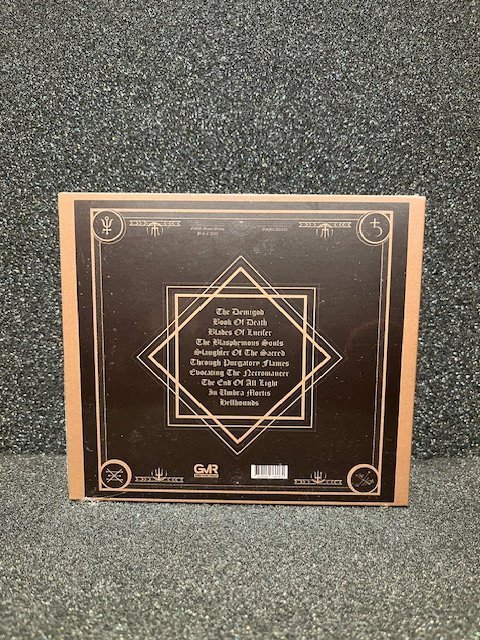 The Demigod
Book Of Death
Blades Of Lucifer
The Blasphemous Souls
Slaughter Of The Sacred
Through Purgatory Flames
Evocating The Necromancer
The End Of All Light
In Umbra Mortis
Hellhounds
GMR